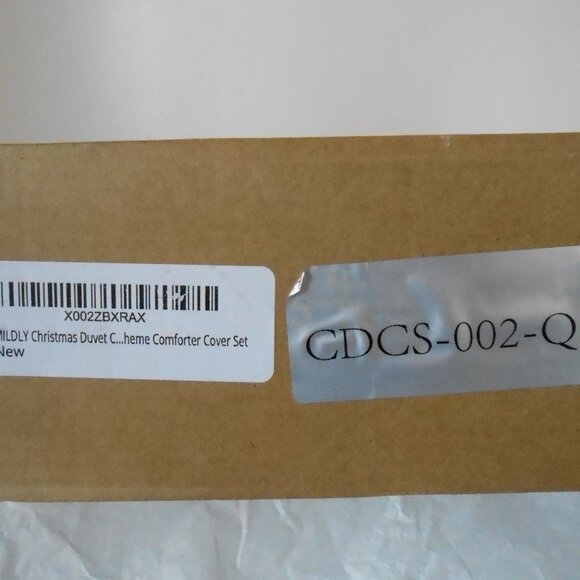 X002ZBXRAX
MILDLY Christmas Duvet C...heme Comforter Cover Set
New
CDCS-002-Q